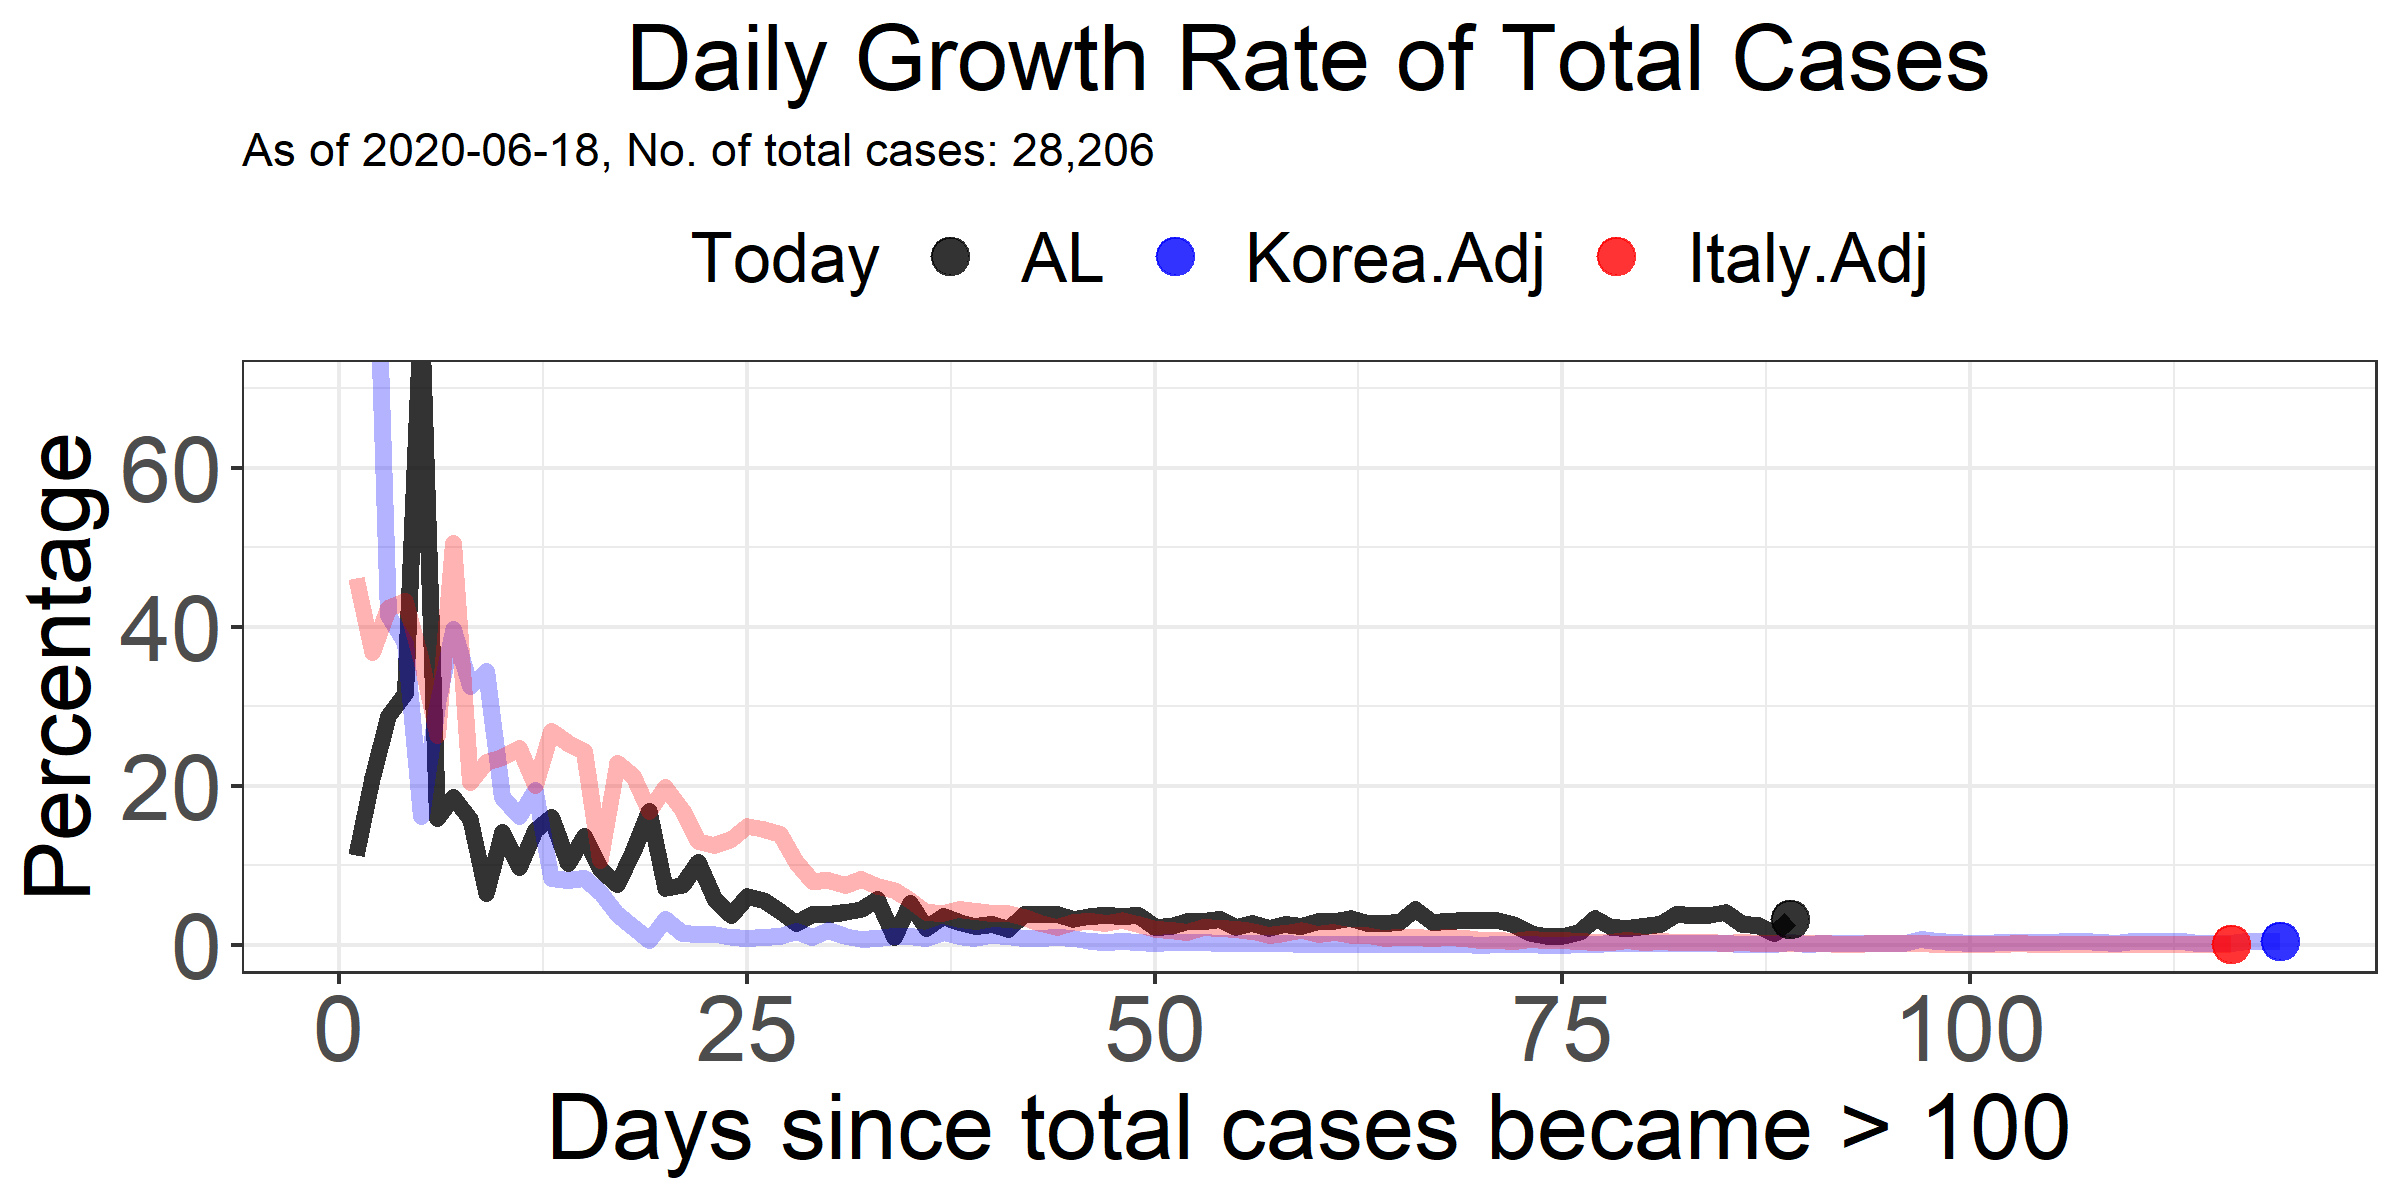 Daily Growth Rate of Total Cases
As of 2020-06-18, No. of total cases: 28,206
Today AL Korea.Adj Italy.Adj
Percentage
60
40
20
0
0 25 50 75 100
Days since total cases became > 100